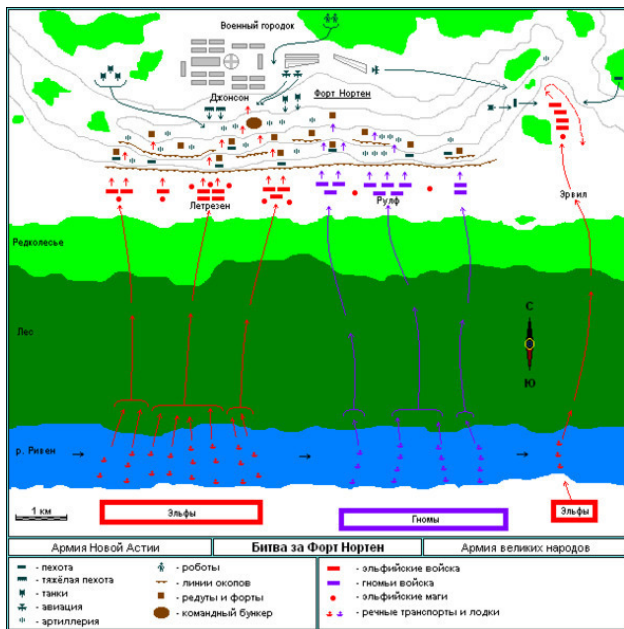 Военный городок
Джонсон
Форт Нортен
Летрезен
Рулф
Эрвил
Редколесье
С
Лес
Ю
р. Ривен
1 км
Эльфы
Гномы
Эльфы
Армия Новой Астии
Битва за Форт Нортен
Армия великих народов
- пехота
- тяжёлая пехота
- танки
- авиация
- артиллерия
- роботы
- линии окопов
- редуты и форты
- командный бункер
- эльфийские войска
- гномьи войска
- эльфийские маги
- речные транспорты и лодки